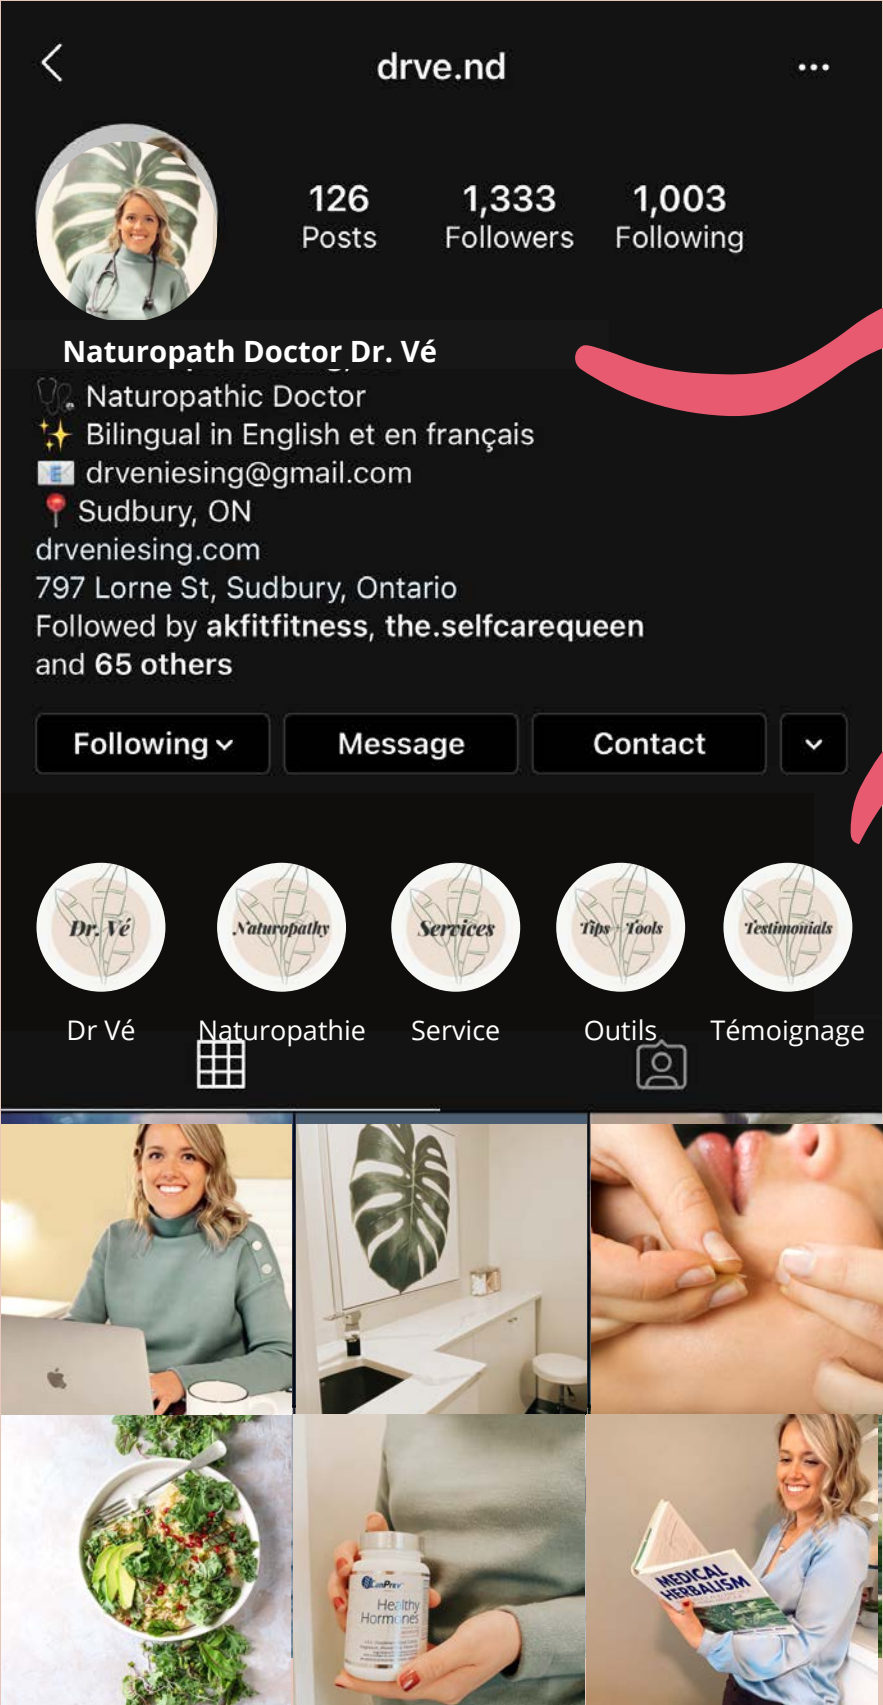 drve.nd
126
Posts
1,333
Followers
1,003
Following
Naturopath Doctor Dr. Vé
Naturopathic Doctor
Bilingual in English et en français
drveniesing@gmail.com
Sudbury, ON
drveniesing.com
797 Lorne St, Sudbury, Ontario
Followed by akfitfitness, the.selfcarequeen
and 65 others
Following
Message
Contact
Dr. Vé
Naturopathy
Services
Tips + Tools
Testimonials
Dr Vé
Naturopathie
Service
Outils
Témoignage
CanPrev
Healthy
Hormones
MEDICAL
HERBALISM